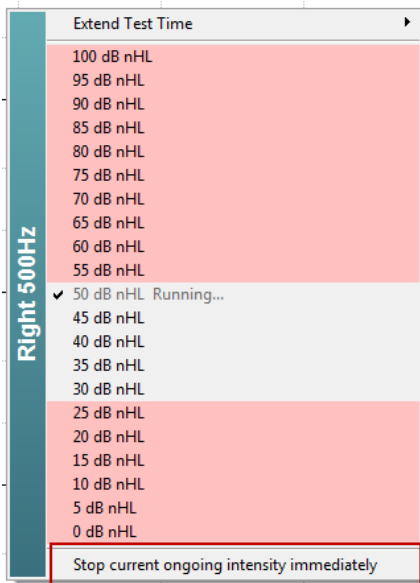 Extend Test Time
100 dB nHL
95 dB nHL
90 dB nHL
85 dB nHL
80 dB nHL
75 dB nHL
70 dB nHL
65 dB nHL
60 dB nHL
55 dB nHL
50 dB nHL Running...
45 dB nHL
40 dB nHL
35 dB nHL
30 dB nHL
25 dB nHL
20 dB nHL
15 dB nHL
10 dB nHL
5 dB nHL
0 dB nHL
Stop current ongoing intensity immediately
Right 500Hz